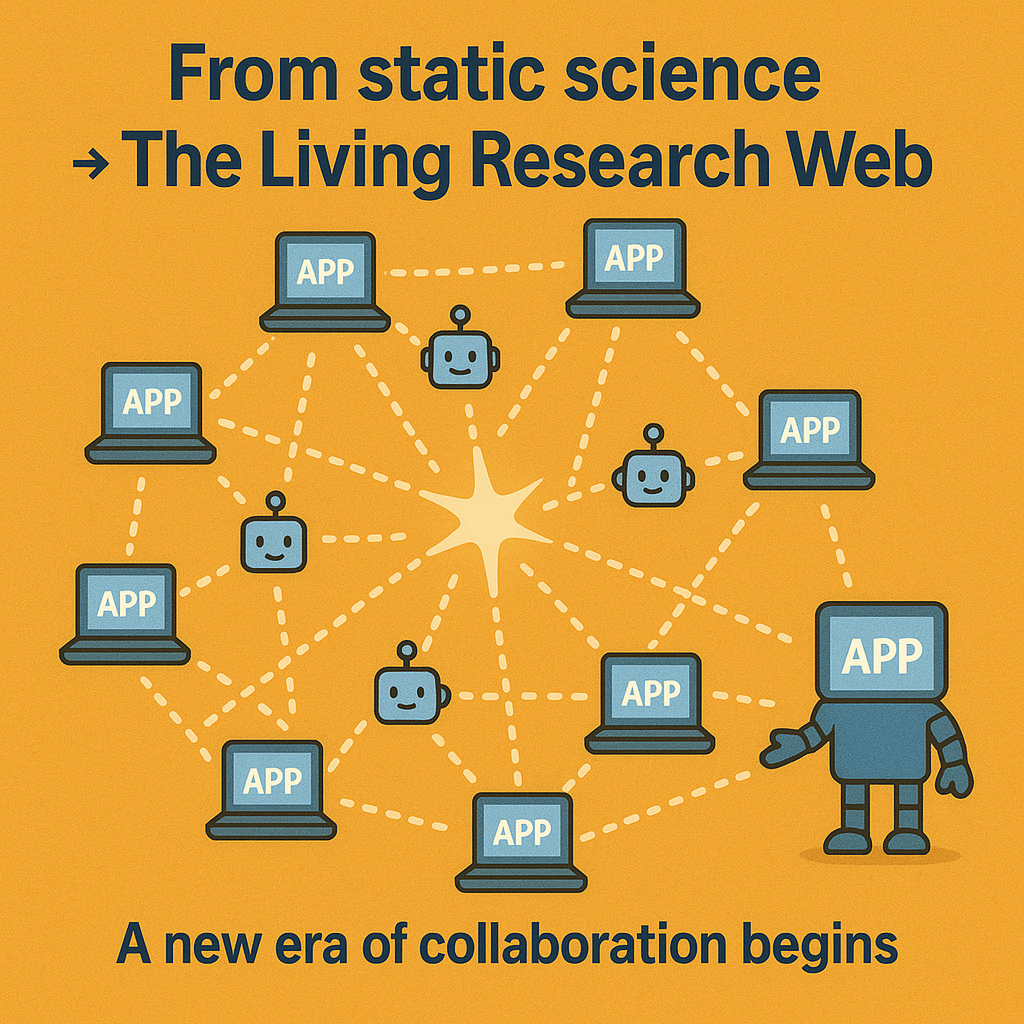 From static science
→ The Living Research Web
APP
APP
APP
APP
APP
APP
APP
APP
APP
A new era of collaboration begins